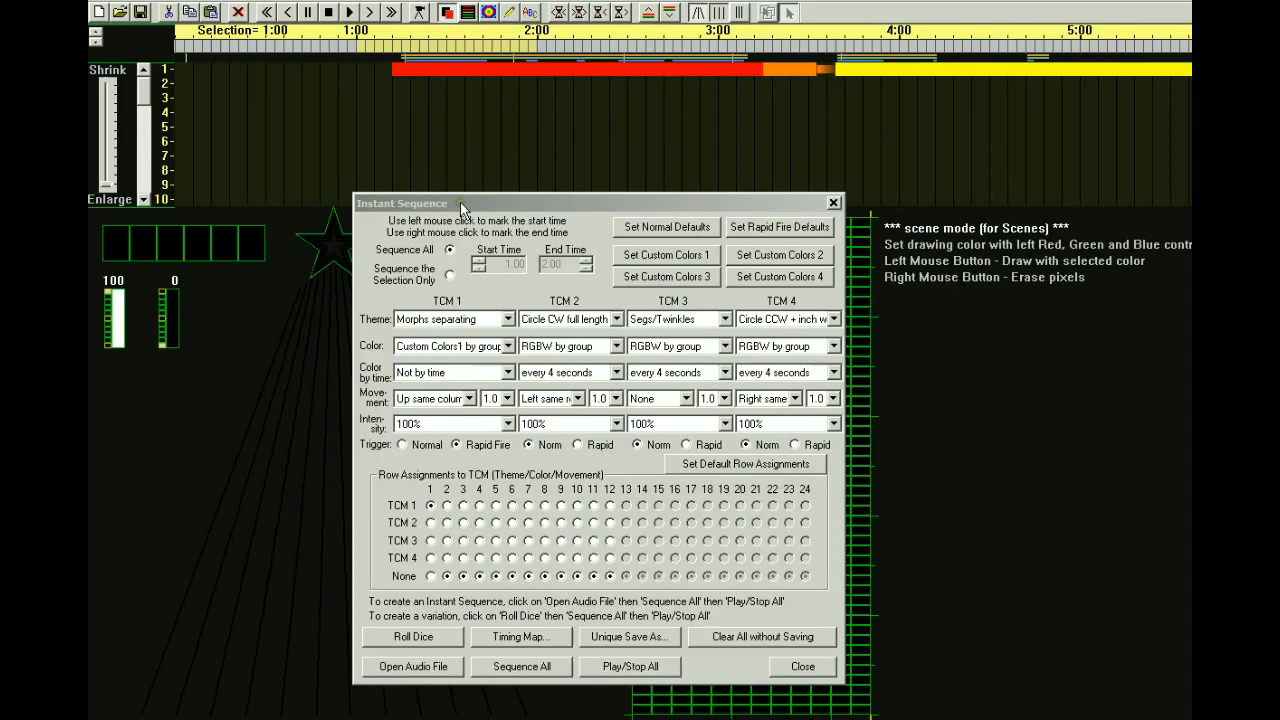 ABC
Selection= 1:00 1:00 2:00 3:00 4:00 5:00
Shrink
1
2
3
4
5
6
7
8
9
10
Enlarge
100 0
*** scene mode (for Scenes) ***
Set drawing color with left Red, Green and Blue contr
Left Mouse Button - Draw with selected color
Right Mouse Button - Erase pixels
Instant Sequence
Use left mouse click to mark the start time
Use right mouse click to mark the end time
Set Normal Defaults Set Rapid Fire Defaults
Sequence All Start Time End Time
1.00 2.00
Sequence the
Selection Only
Set Custom Colors 1 Set Custom Colors 2
Set Custom Colors 3 Set Custom Colors 4
TCM 1 TCM 2 TCM 3 TCM 4
Theme: Morphs separating Circle CW full length Segs/Twinkles Circle CCW + inch w
Color: Custom Colors1 by group RGBW by group RGBW by group RGBW by group
Color
by time: Not by time every 4 seconds every 4 seconds every 4 seconds
Move-
ment: Up same colum 1.0 Left same r 1.0 None 1.0 Right same 1.0
Inten-
sity: 100% 100% 100% 100%
Trigger: Normal Rapid Fire Norm Rapid Norm Rapid Norm Rapid
Set Default Row Assignments
Row Assignments to TCM (Theme/Color/Movement)
1 2 3 4 5 6 7 8 9 10 11 12 13 14 15 16 17 18 19 20 21 22 23 24
TCM 1
TCM 2
TCM 3
TCM 4
None
To create an Instant Sequence, click on 'Open Audio File' then 'Sequence All' then 'Play/Stop All'
To create a variation, click on 'Roll Dice' then 'Sequence All' then 'Play/Stop All'
Roll Dice Timing Map... Unique Save As... Clear All without Saving
Open Audio File Sequence All Play/Stop All Close